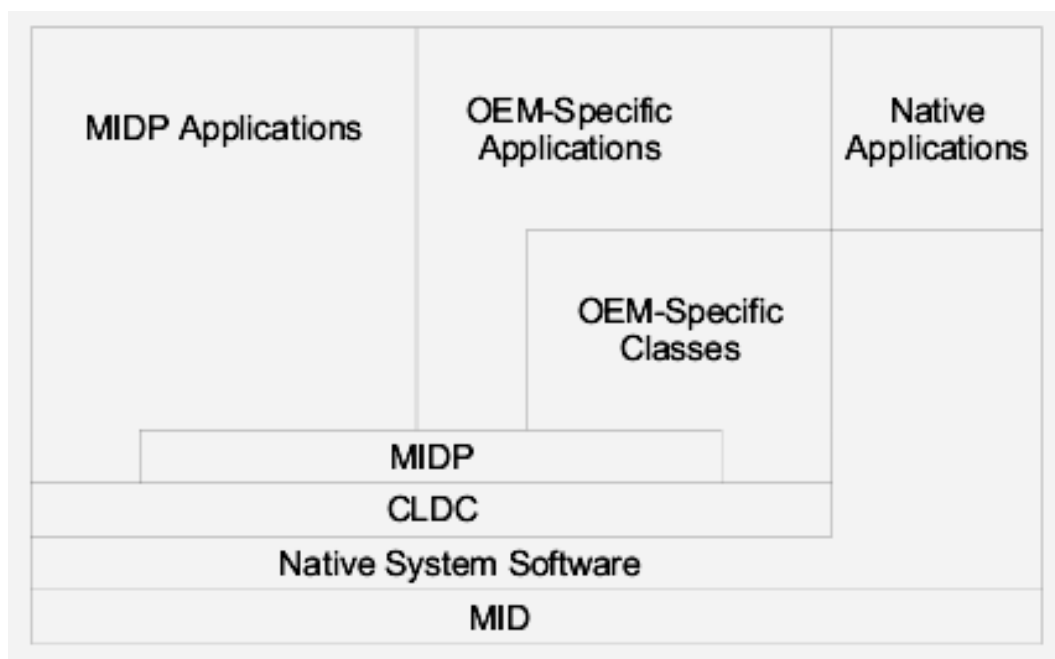 MIDP Applications
OEM-Specific
Applications
Native
Applications
OEM-Specific
Classes
MIDP
CLDC
Native System Software
MID